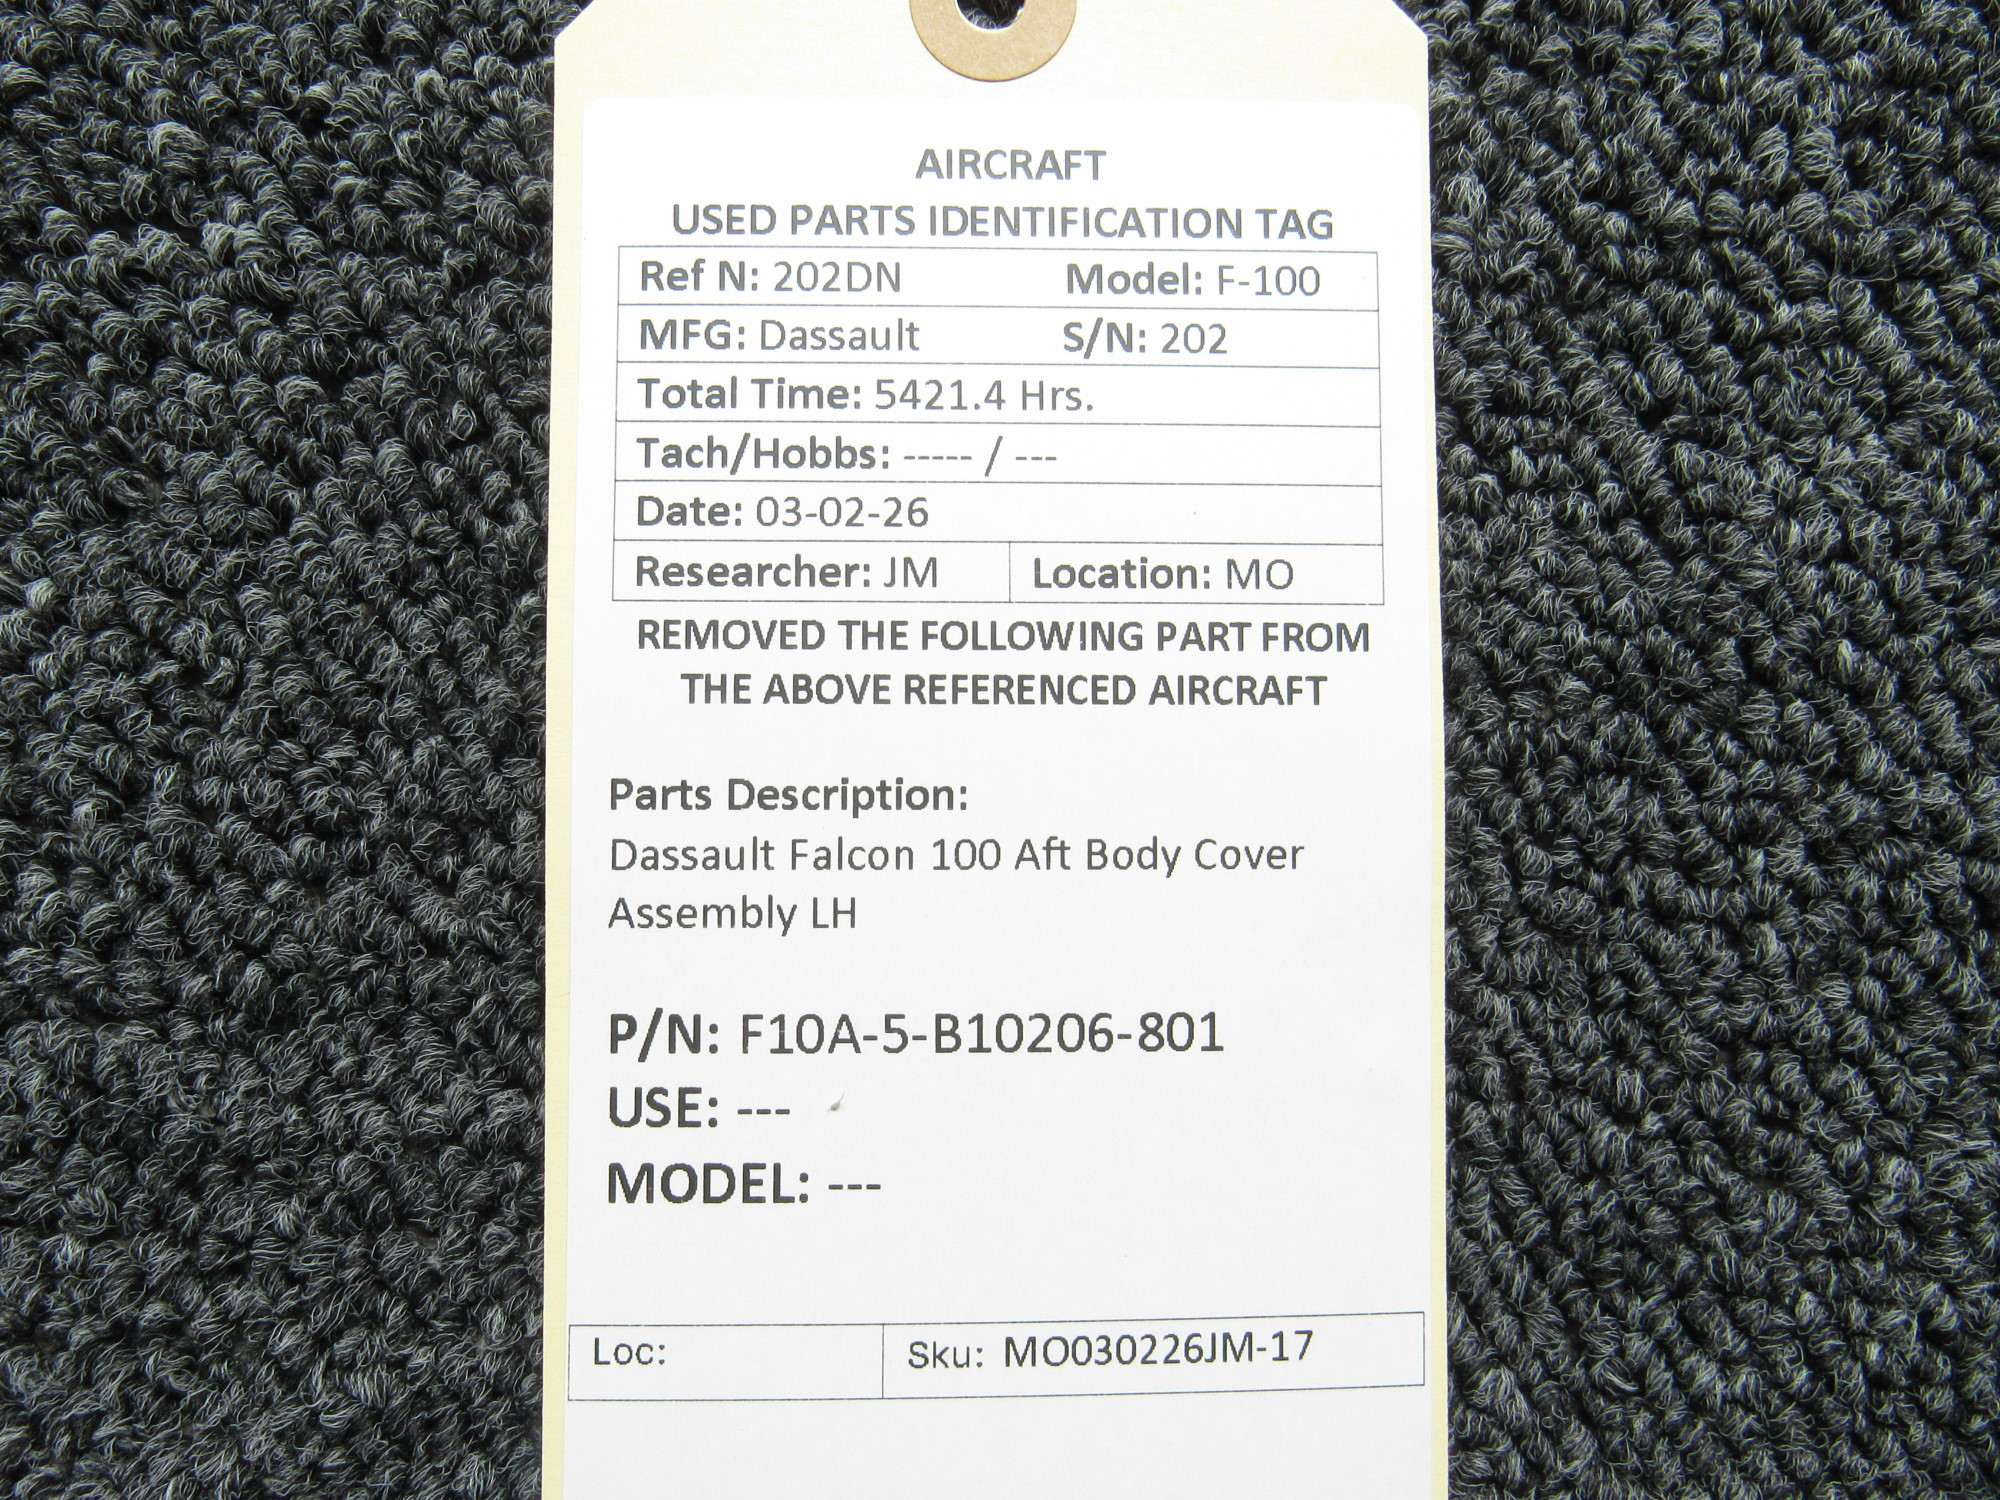 AIRCRAFT
USED PARTS IDENTIFICATION TAG
Ref N: 202DN Model: F-100
MFG: Dassault S/N: 202
Total Time: 5421.4 Hrs.
Tach/Hobbs: ----- / ---
Date: 03-02-26
Researcher: JM Location: MO
REMOVED THE FOLLOWING PART FROM
THE ABOVE REFERENCED AIRCRAFT
Parts Description:
Dassault Falcon 100 Aft Body Cover
Assembly LH
P/N: F10A-5-B10206-801
USE: ---
MODEL: ---
Loc: Sku: MO030226JM-17